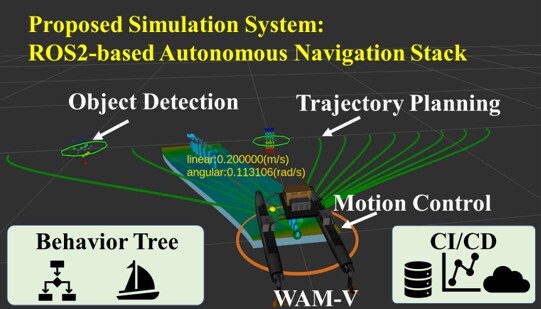 Proposed Simulation System:
ROS2-based Autonomous Navigation Stack
Object Detection
Trajectory Planning
linear:0.200000(m/s)
angular:0.113106(rad/s)
Motion Control
Behavior Tree
CI/CD
WAM-V